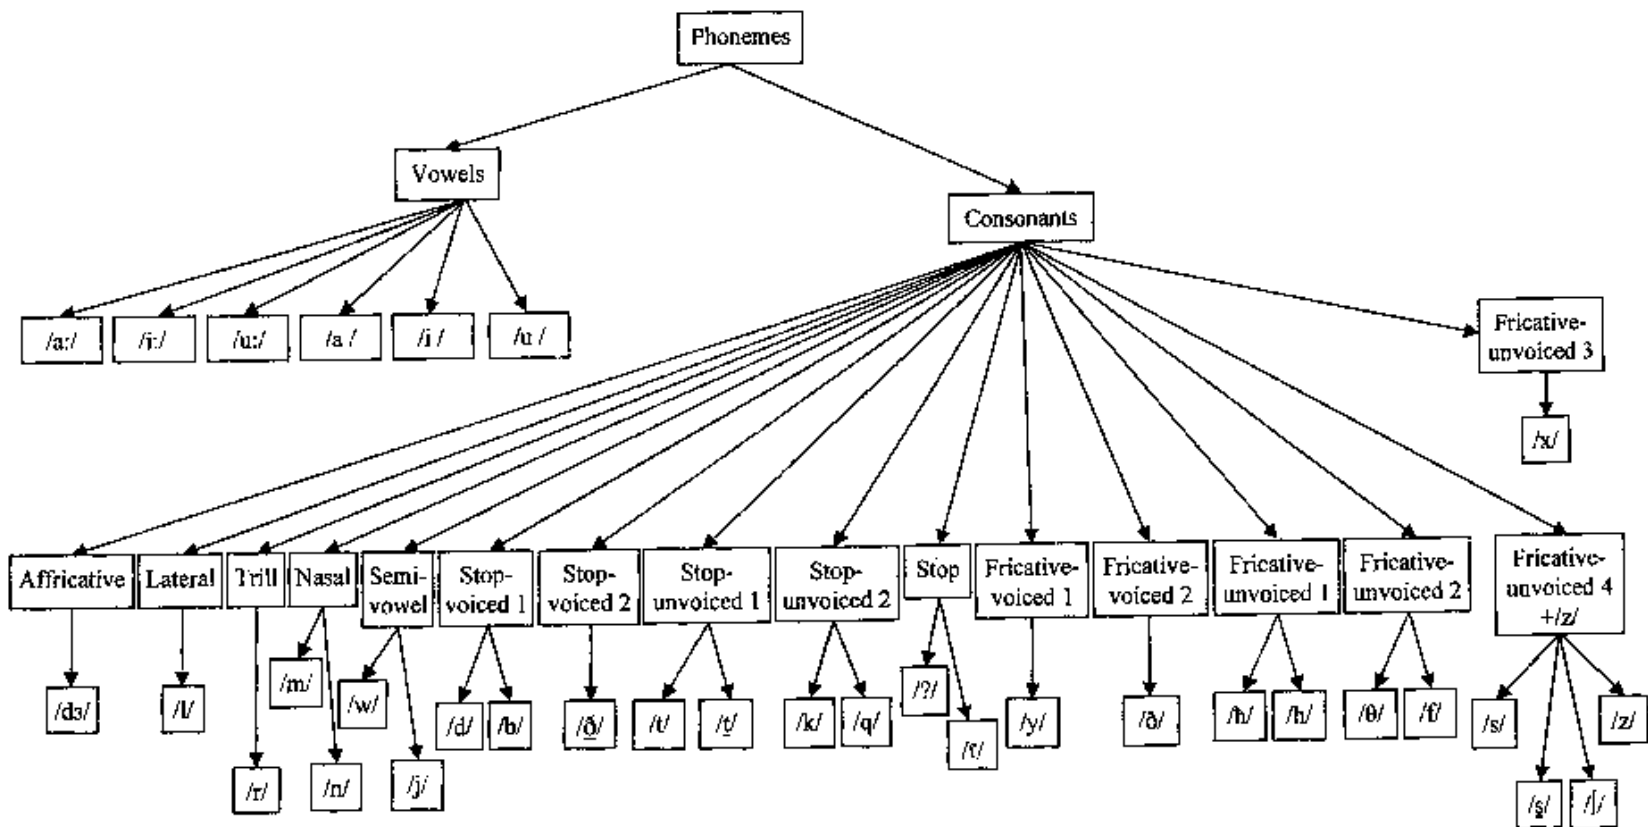 Phonemes
Vowels
Consonants
/a:/
/i:/
/u:/
/a /
/i /
/u /
Fricative-
unvoiced 3
/x/
Affricative
Lateral
Trill
Nasal
Semi-
vowel
Stop-
voiced 1
Stop-
voiced 2
Stop-
unvoiced 1
Stop-
unvoiced 2
Stop
Fricative-
voiced 1
Fricative-
voiced 2
Fricative-
unvoiced 1
Fricative-
unvoiced 2
Fricative-
unvoiced 4
+/z/
/dɜ/
/l/
/r/
/m/
/n/
/w/
/j/
/d/
/b/
/ð̲/
/t/
/t̲/
/k/
/q/
/?/
/y/
/ð/
/h/
/θ/
/f/
/s/
/s̲/
/ʃ/
/z/